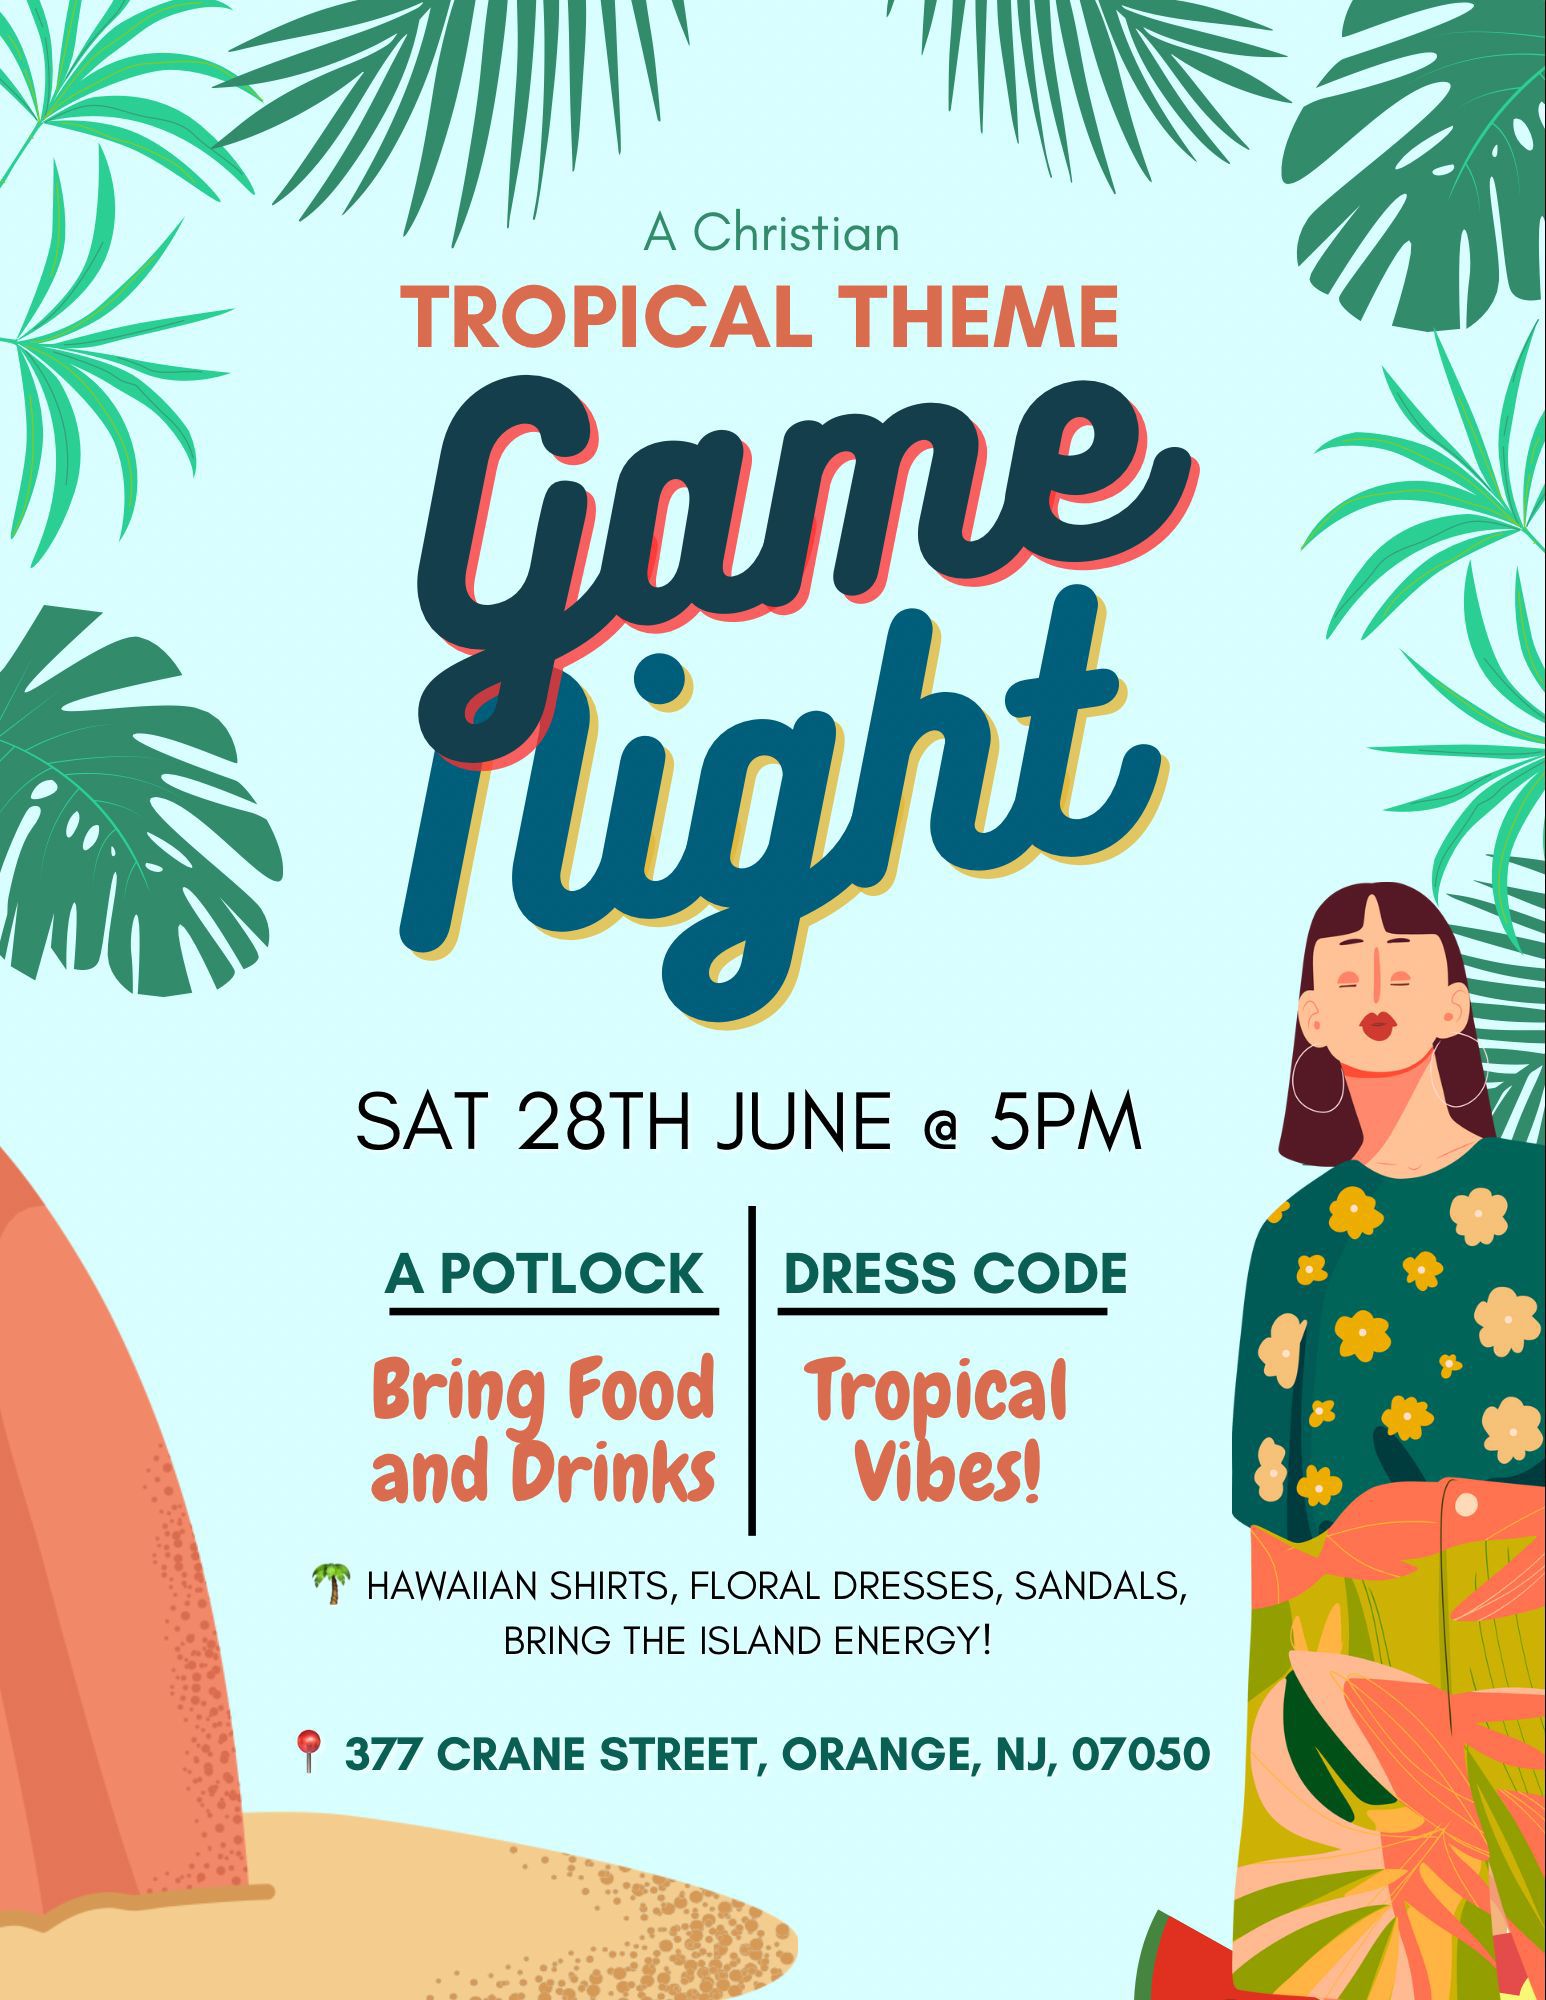 A Christian
TROPICAL THEME
Game
Night
SAT 28TH JUNE @ 5PM
A POTLOCK
Bring Food
and Drinks
DRESS CODE
Tropical
Vibes!
🌴 HAWAIIAN SHIRTS, FLORAL DRESSES, SANDALS,
BRING THE ISLAND ENERGY!
📍 377 CRANE STREET, ORANGE, NJ, 07050